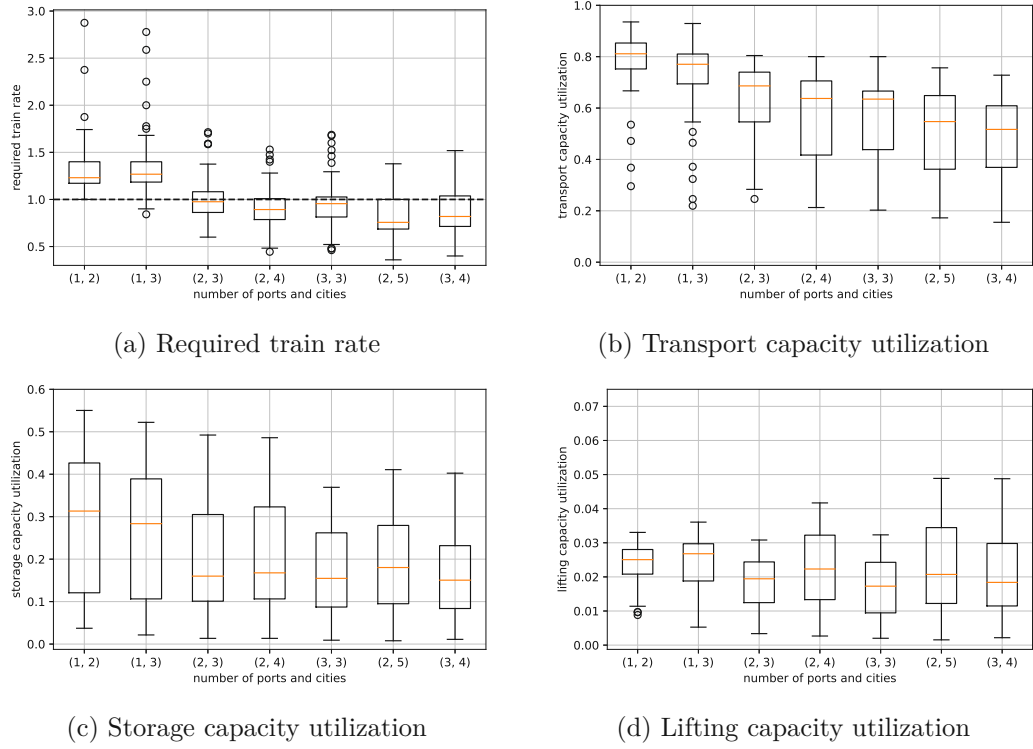 3.0
2.5
2.0
1.5
1.0
0.5
required train rate
(1, 2) (1, 3) (2, 3) (2, 4) (3, 3) (2, 5) (3, 4)
number of ports and cities
(a) Required train rate
1.0
0.8
0.6
0.4
0.2
0.0
transport capacity utilization
(1, 2) (1, 3) (2, 3) (2, 4) (3, 3) (2, 5) (3, 4)
number of ports and cities
(b) Transport capacity utilization
0.6
0.5
0.4
0.3
0.2
0.1
0.0
storage capacity utilization
(1, 2) (1, 3) (2, 3) (2, 4) (3, 3) (2, 5) (3, 4)
number of ports and cities
(c) Storage capacity utilization
0.07
0.06
0.05
0.04
0.03
0.02
0.01
0.00
lifting capacity utilization
(1, 2) (1, 3) (2, 3) (2, 4) (3, 3) (2, 5) (3, 4)
number of ports and cities
(d) Lifting capacity utilization